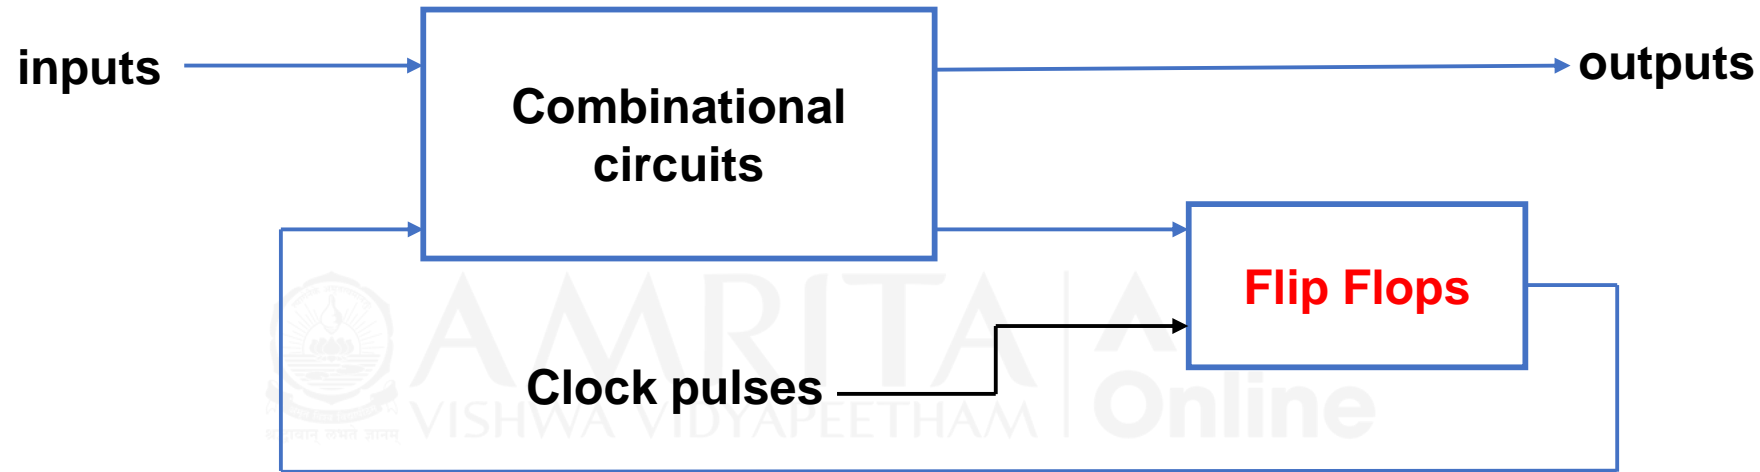 inputs
outputs
Combinational
circuits
Flip Flops
Clock pulses
AMRITA
VISHWA VIDYAPEETHAM
Online